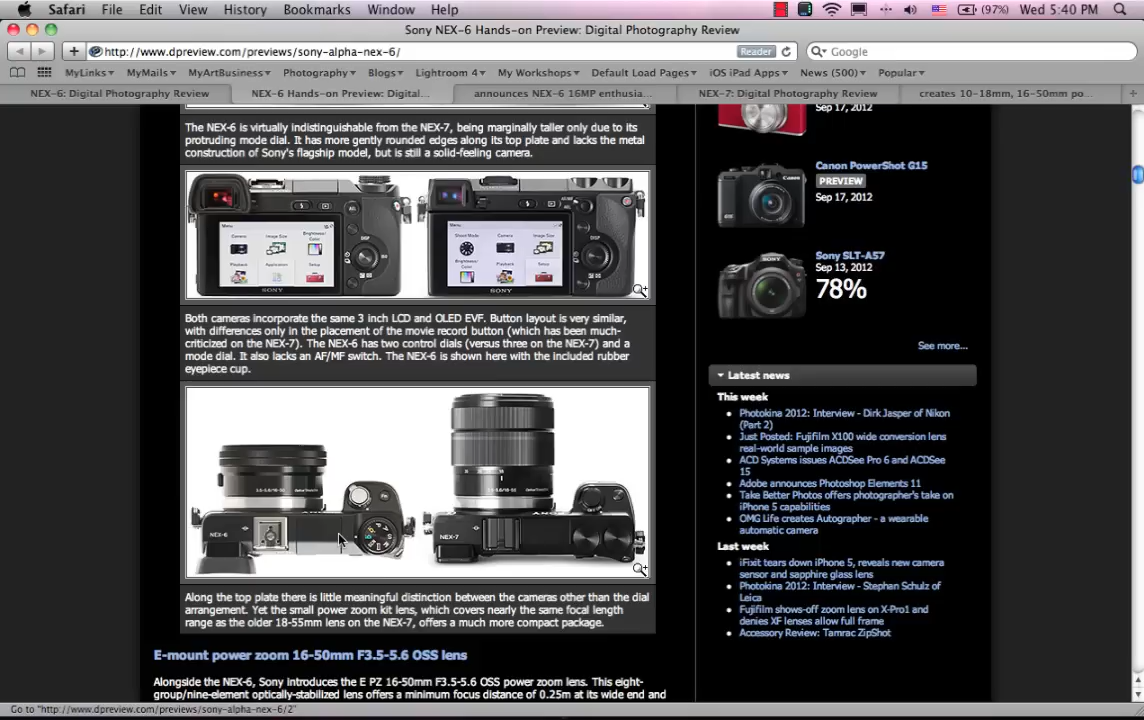 Safari File Edit View History Bookmarks Window Help (97%) Wed 5:40 PM
Sony NEX-6 Hands-on Preview: Digital Photography Review
http://www.dpreview.com/previews/sony-alpha-nex-6/ Reader Google
MyLinks MyMails MyArtBusiness Photography Blogs Lightroom 4 My Workshops Default Load Pages iOS iPad Apps News (500) Popular
NEX-6: Digital Photography Review NEX-6 Hands-on Preview: Digital... announces NEX-6 16MP enthusia... NEX-7: Digital Photography Review creates 10-18mm, 16-50mm po...
The NEX-6 is virtually indistinguishable from the NEX-7, being marginally taller only due to its
protruding mode dial. It has more gently rounded edges along its top plate and lacks the metal
construction of Sony's flagship model, but is still a solid-feeling camera.
Menu
Camera Image Size Brightness/ Color
Playback Application Setup
SONY
Menu
Shoot Mode Camera Image Size
Brightness/ Color Playback Setup
SONY
Both cameras incorporate the same 3 inch LCD and OLED EVF. Button layout is very similar,
with differences only in the placement of the movie record button (which has been much-
criticized on the NEX-7). The NEX-6 has two control dials (versus three on the NEX-7) and a
mode dial. It also lacks an AF/MF switch. The NEX-6 is shown here with the included rubber
eyepiece cup.
NEX-6
NEX-7
Along the top plate there is little meaningful distinction between the cameras other than the dial
arrangement. Yet the small power zoom kit lens, which covers nearly the same focal length
range as the older 18-55mm lens on the NEX-7, offers a much more compact package.
E-mount power zoom 16-50mm F3.5-5.6 OSS lens
Alongside the NEX-6, Sony introduces the E PZ 16-50mm F3.5-5.6 OSS power zoom lens. This eight-
group/nine-element optically-stabilized lens offers a minimum focus distance of 0.25m at its wide end and
Sep 17, 2012
Canon PowerShot G15
PREVIEW
Sep 17, 2012
Sony SLT-A57
Sep 13, 2012
78%
See more...
Latest news
This week
Photokina 2012: Interview - Dirk Jasper of Nikon
(Part 2)
Just Posted: Fujifilm X100 wide conversion lens
real-world sample images
ACD Systems issues ACDSee Pro 6 and ACDSee
15
Adobe announces Photoshop Elements 11
Take Better Photos offers photographer's take on
iPhone 5 capabilities
OMG Life creates Autographer - a wearable
automatic camera
Last week
iFixit tears down iPhone 5, reveals new camera
sensor and sapphire glass lens
Photokina 2012: Interview - Stephan Schulz of
Leica
Fujifilm shows-off zoom lens on X-Pro1 and
denies XF lenses allow full frame
Accessory Review: Tamrac ZipShot
Go to "http://www.dpreview.com/previews/sony-alpha-nex-6/2"